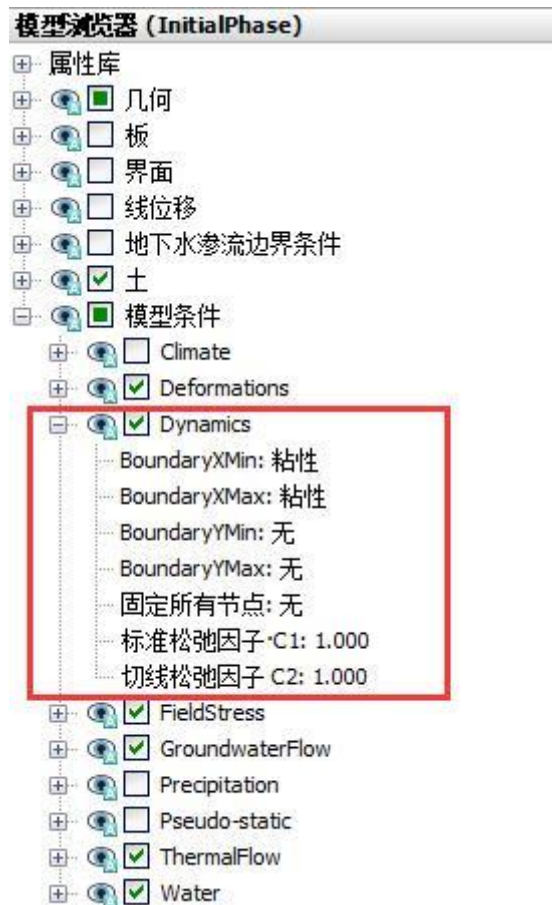 模型浏览器 (InitialPhase)
属性库
几何
板
界面
线位移
地下水渗流边界条件
土
模型条件
Climate
Deformations
Dynamics
BoundaryXMin: 粘性
BoundaryXMax: 粘性
BoundaryYMin: 无
BoundaryYMax: 无
固定所有节点: 无
标准松弛因子 C1: 1.000
切线松弛因子 C2: 1.000
FieldStress
GroundwaterFlow
Precipitation
Pseudo-static
ThermalFlow
Water